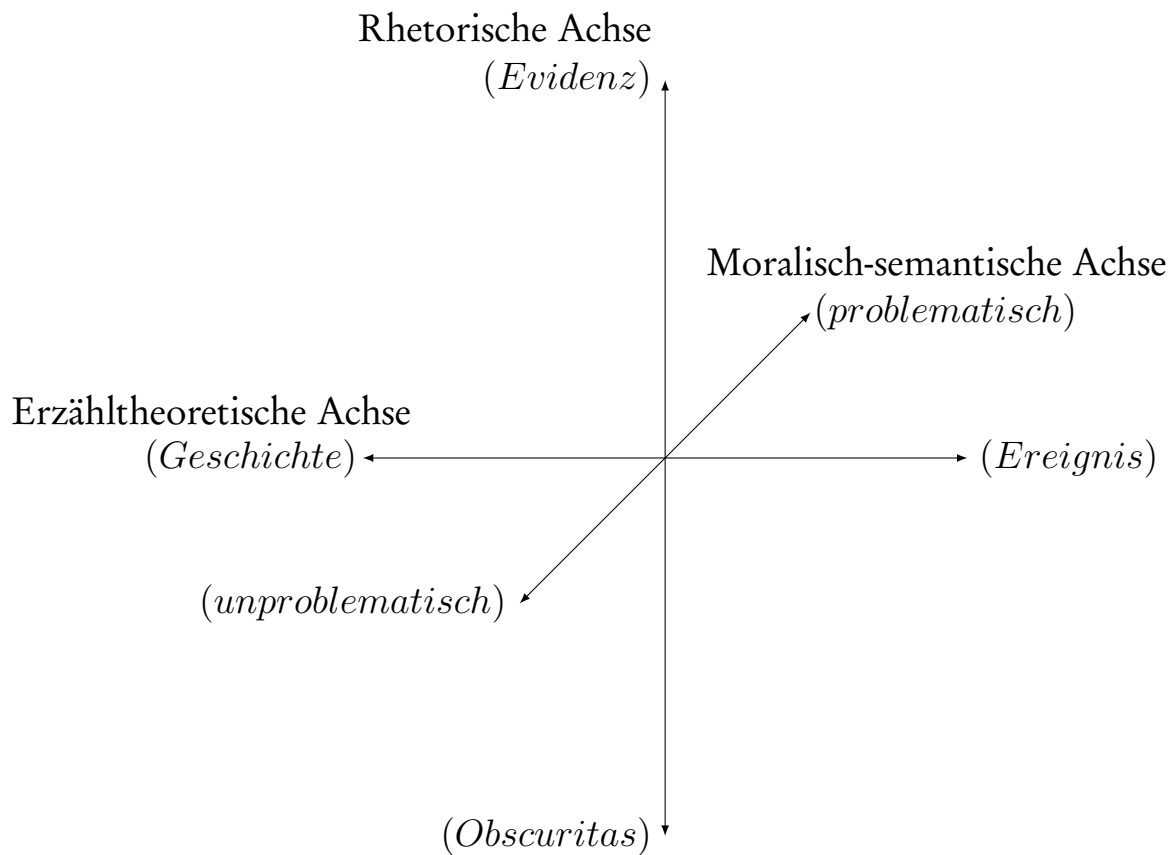 Rhetorische Achse
(Evidenz)
Moralisch-semantische Achse
(problematisch)
Erzähltheoretische Achse
(Geschichte)
(Ereignis)
(unproblematisch)
(Obscuritas)